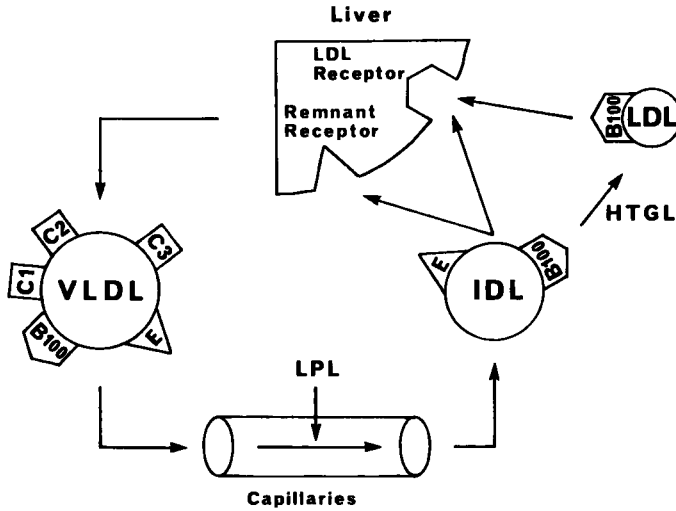 Liver
LDL
Receptor
Remnant
Receptor
B100
LDL
HTGL
C2
C3
C1
VLDL
B100
E
E
B100
IDL
LPL
Capillaries